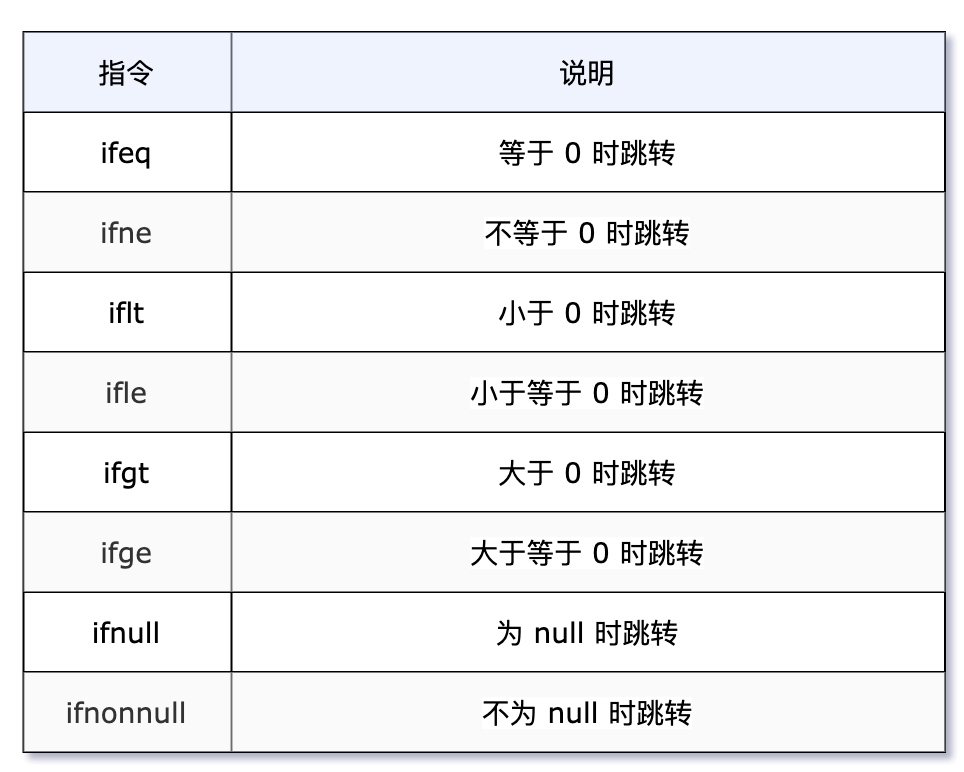 指令 说明
ifeq 等于 0 时跳转
ifne 不等于 0 时跳转
iflt 小于 0 时跳转
ifle 小于等于 0 时跳转
ifgt 大于 0 时跳转
ifge 大于等于 0 时跳转
ifnull 为 null 时跳转
ifnonnull 不为 null 时跳转